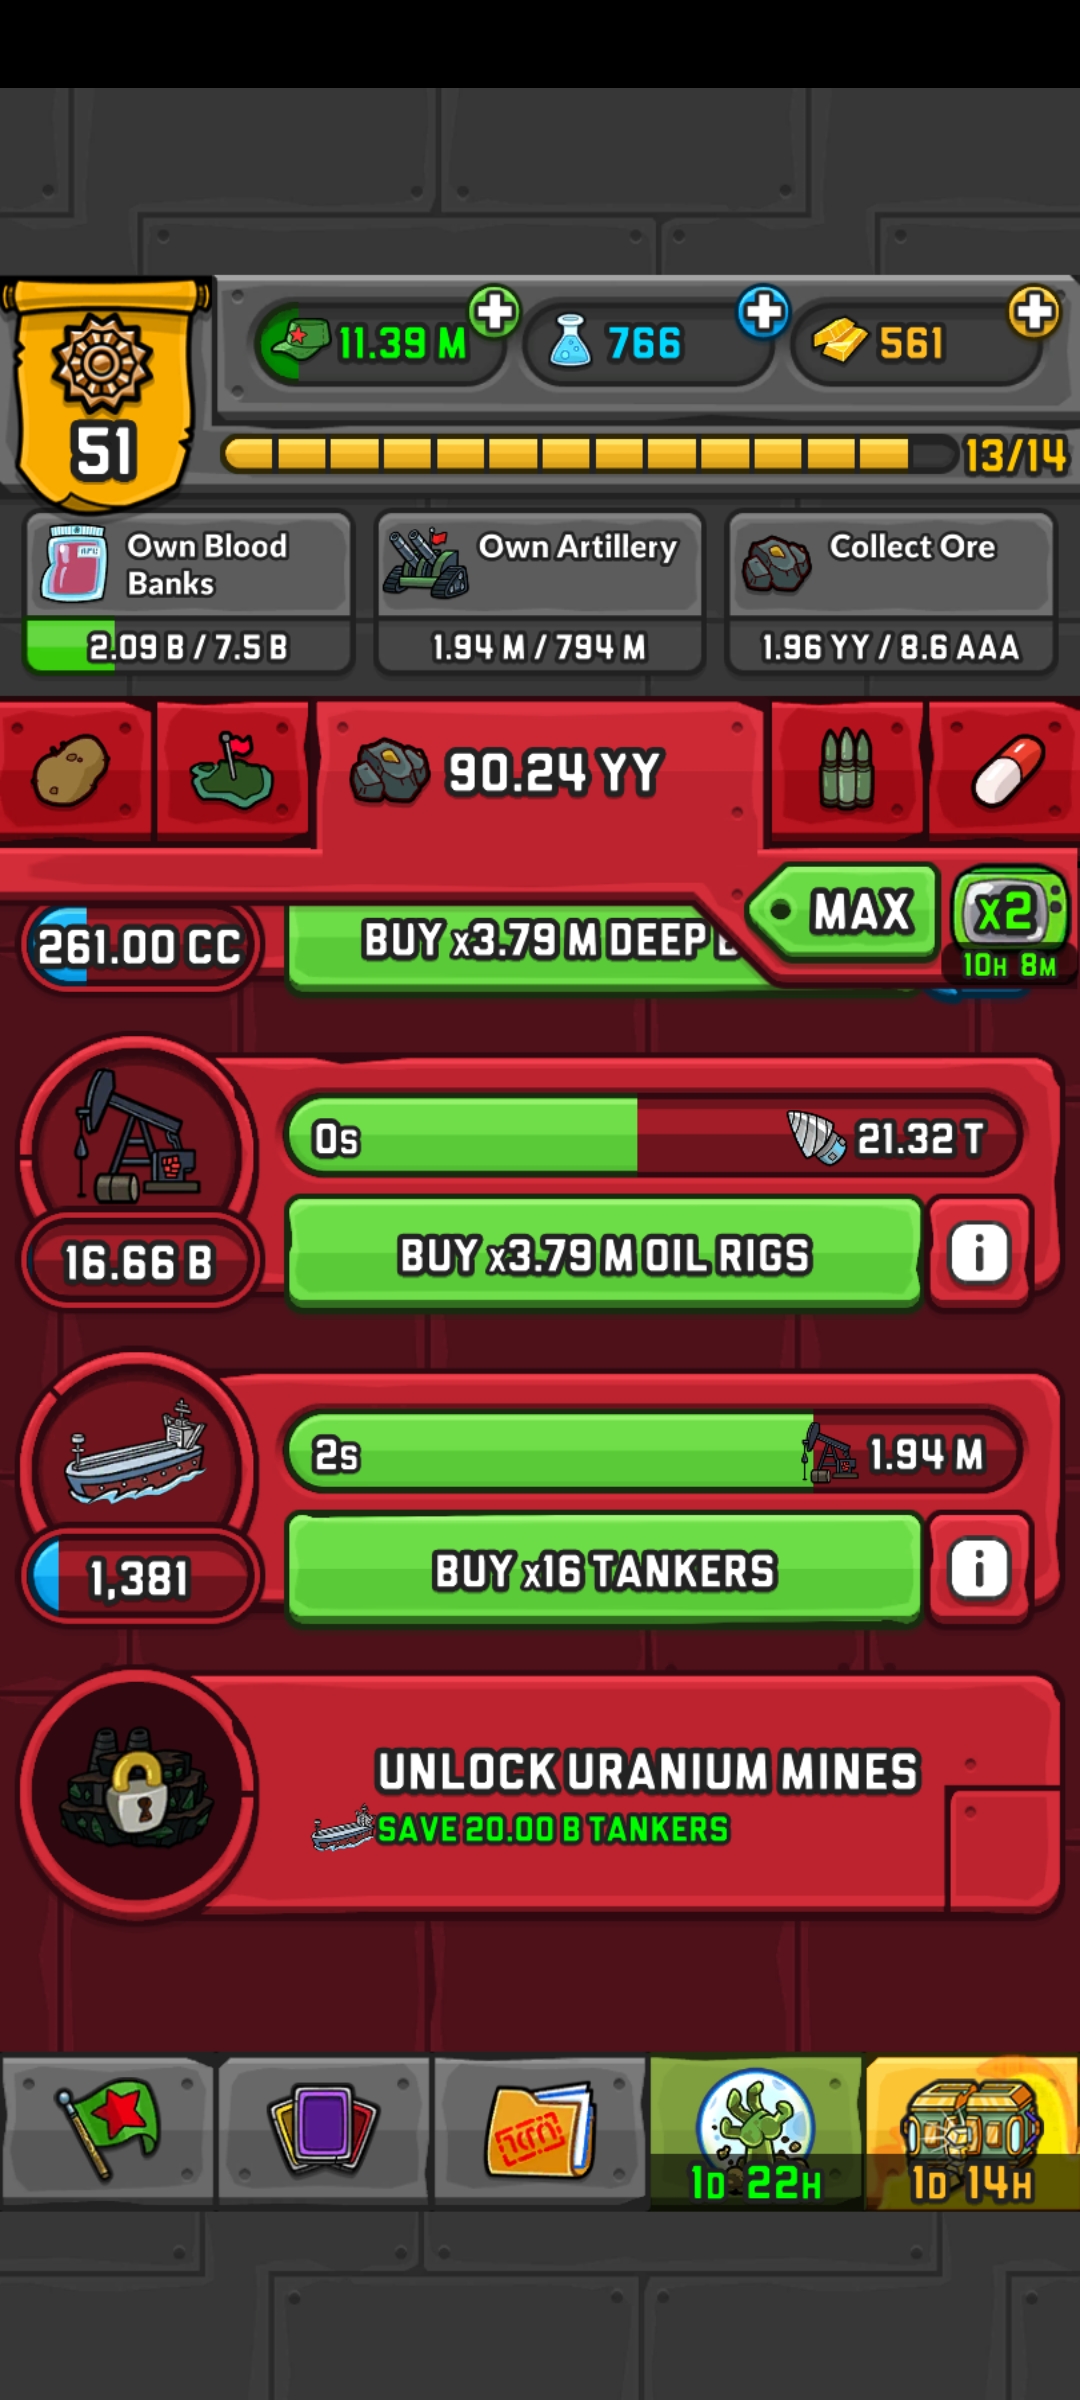 11.39 M
766
561
51
13/14
Own Blood
Banks
Own Artillery
Collect Ore
2.09 B / 7.5 B
1.94 M / 794 M
1.96 YY / 8.6 AAA
90.24 YY
MAX
x2
10H 8M
261.00 CC
BUY x3.79 M DEEP
0s
21.32 T
16.66 B
BUY x3.79 M OIL RIGS
i
2s
1.94 M
1,381
BUY x16 TANKERS
i
UNLOCK URANIUM MINES
SAVE 20.00 B TANKERS
1D 22H
1D 14H